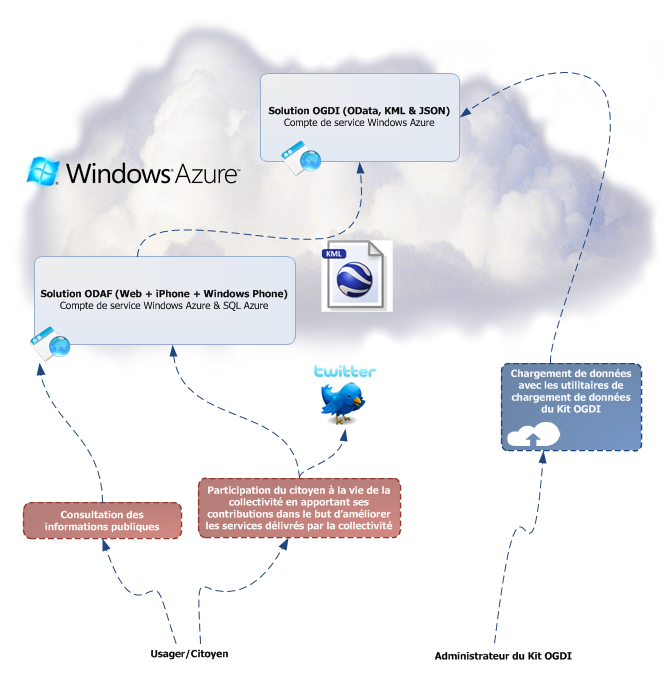 Solution OGDI (OData, KML & JSON)
Compte de service Windows Azure
Windows Azure™
KML
Solution ODAF (Web + iPhone + Windows Phone)
Compte de service Windows Azure & SQL Azure
twitter
Chargement de données
avec les utilitaires de
chargement de données
du Kit OGDI
Consultation des
informations publiques
Participation du citoyen à la vie de la
collectivité en apportant ses
contributions dans le but d'améliorer
les services délivrés par la collectivité
Usager/Citoyen
Administrateur du Kit OGDI